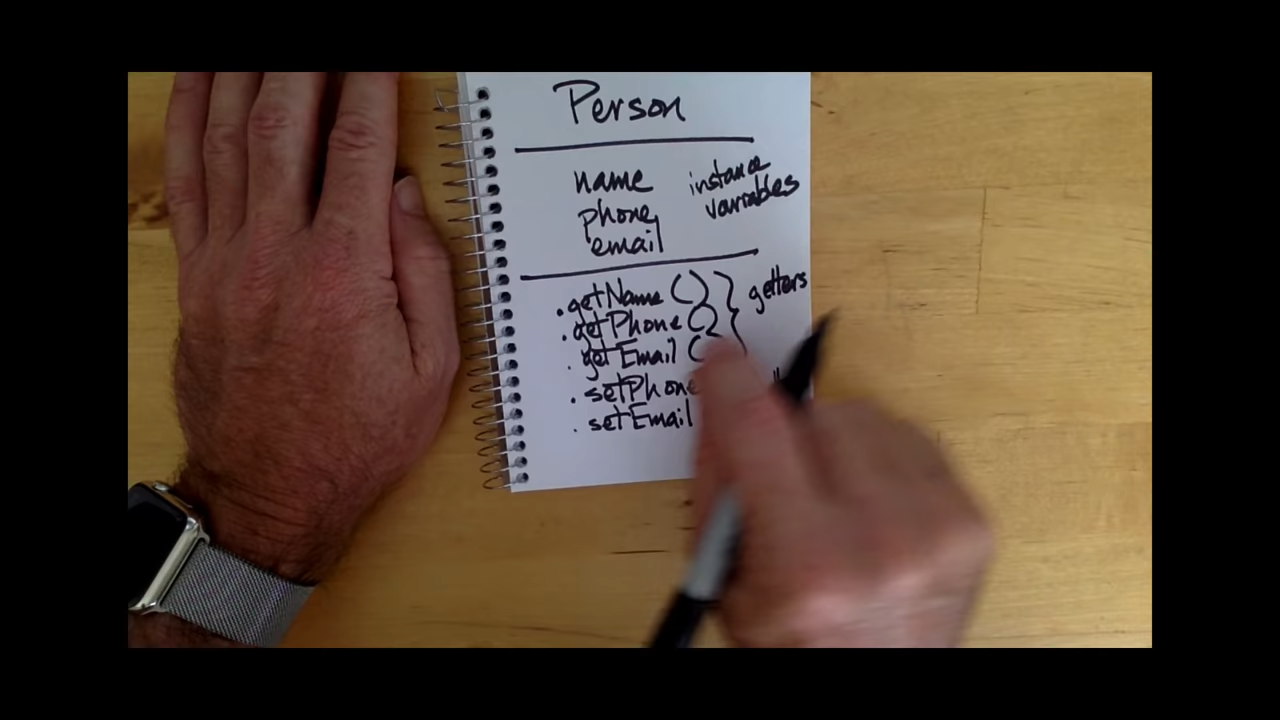 Person
name instance
phone variables
email
.getName () getters
.getPhone ()
.getEmail (
.setPhone
.setEmail